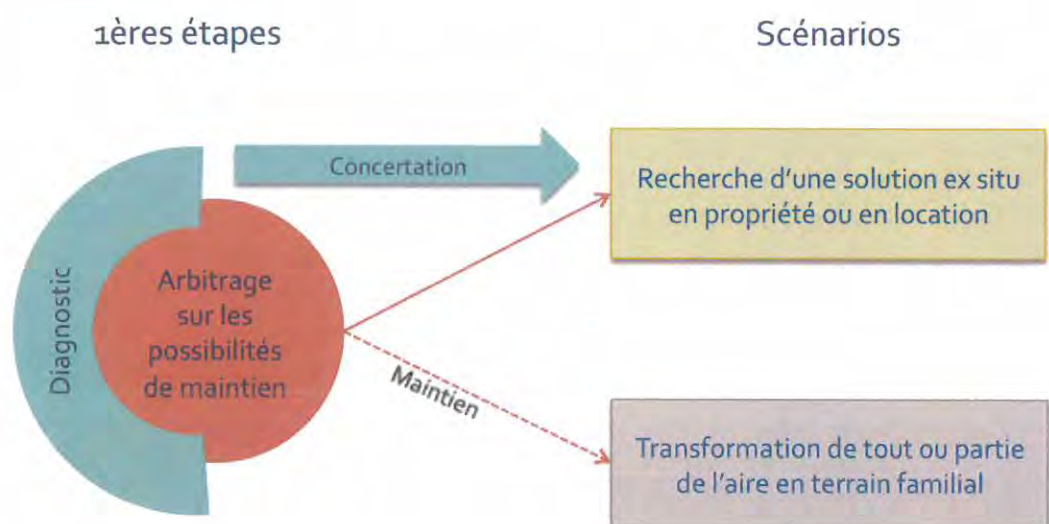 1ères étapes
Scénarios
Concertation
Recherche d'une solution ex situ
en propriété ou en location
Diagnostic
Arbitrage
sur les
possibilités
de maintien
Maintien
Transformation de tout ou partie
de l'aire en terrain familial